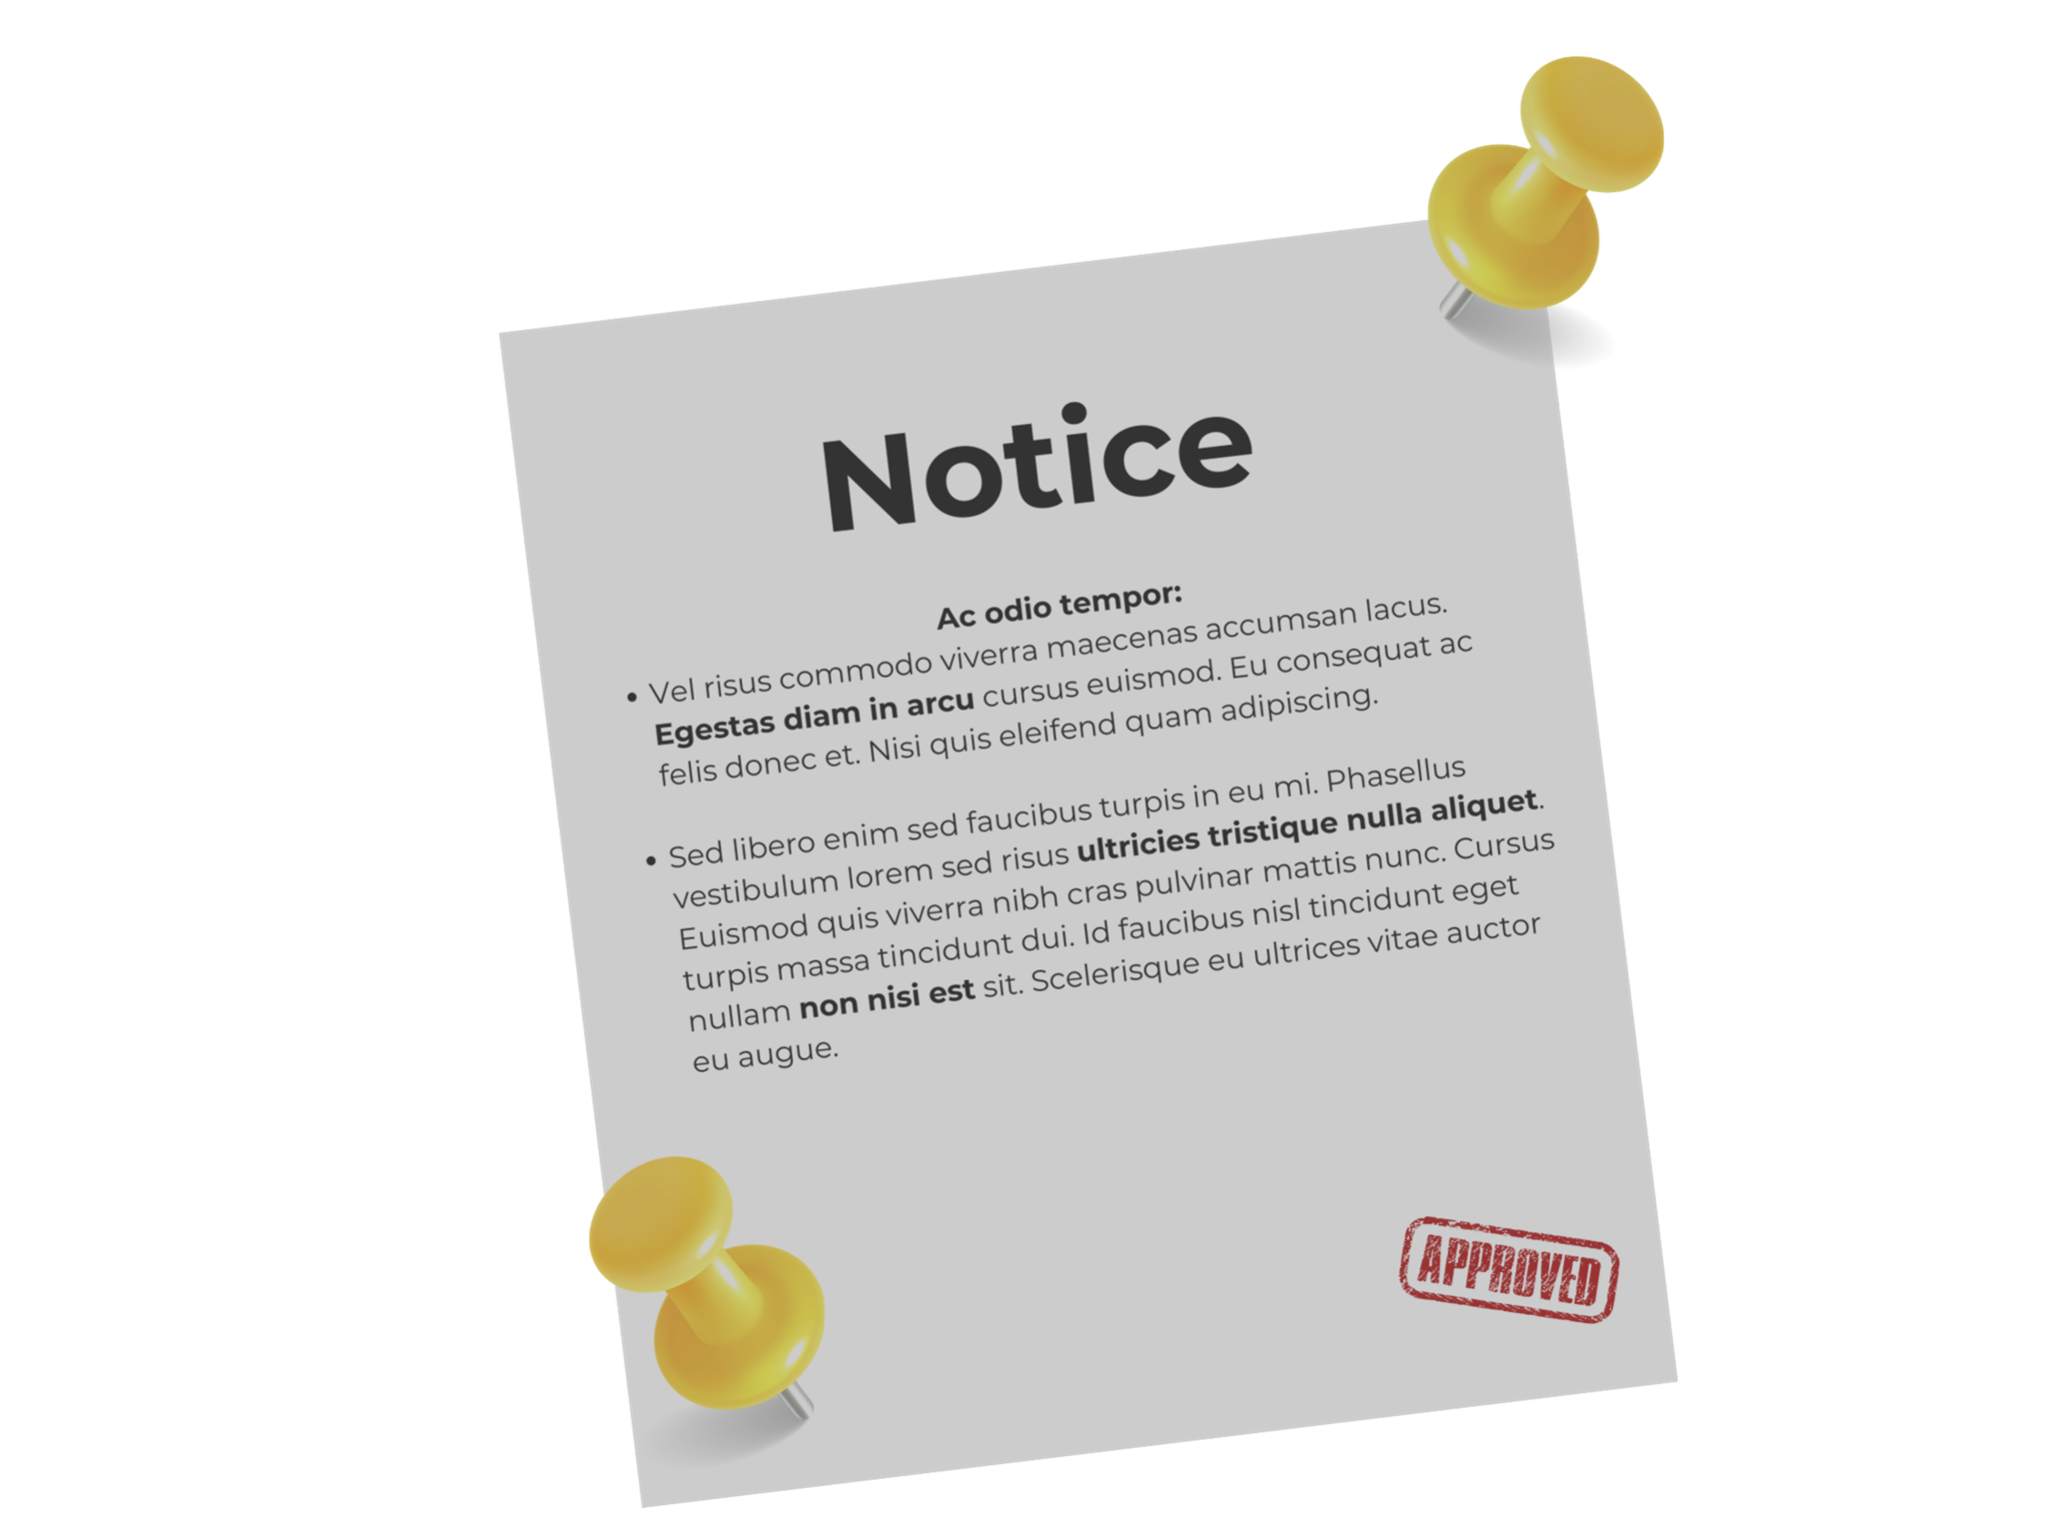 Notice
Ac odio tempor:
• Vel risus commodo viverra maecenas accumsan lacus.
Egestas diam in arcu cursus euismod. Eu consequat ac
felis donec et. Nisi quis eleifend quam adipiscing.
• Sed libero enim sed faucibus turpis in eu mi. Phasellus
vestibulum lorem sed risus ultricies tristique nulla aliquet.
Euismod quis viverra nibh cras pulvinar mattis nunc. Cursus
turpis massa tincidunt dui. Id faucibus nisl tincidunt eget
nullam non nisi est sit. Scelerisque eu ultrices vitae auctor
eu augue.
APPROVED